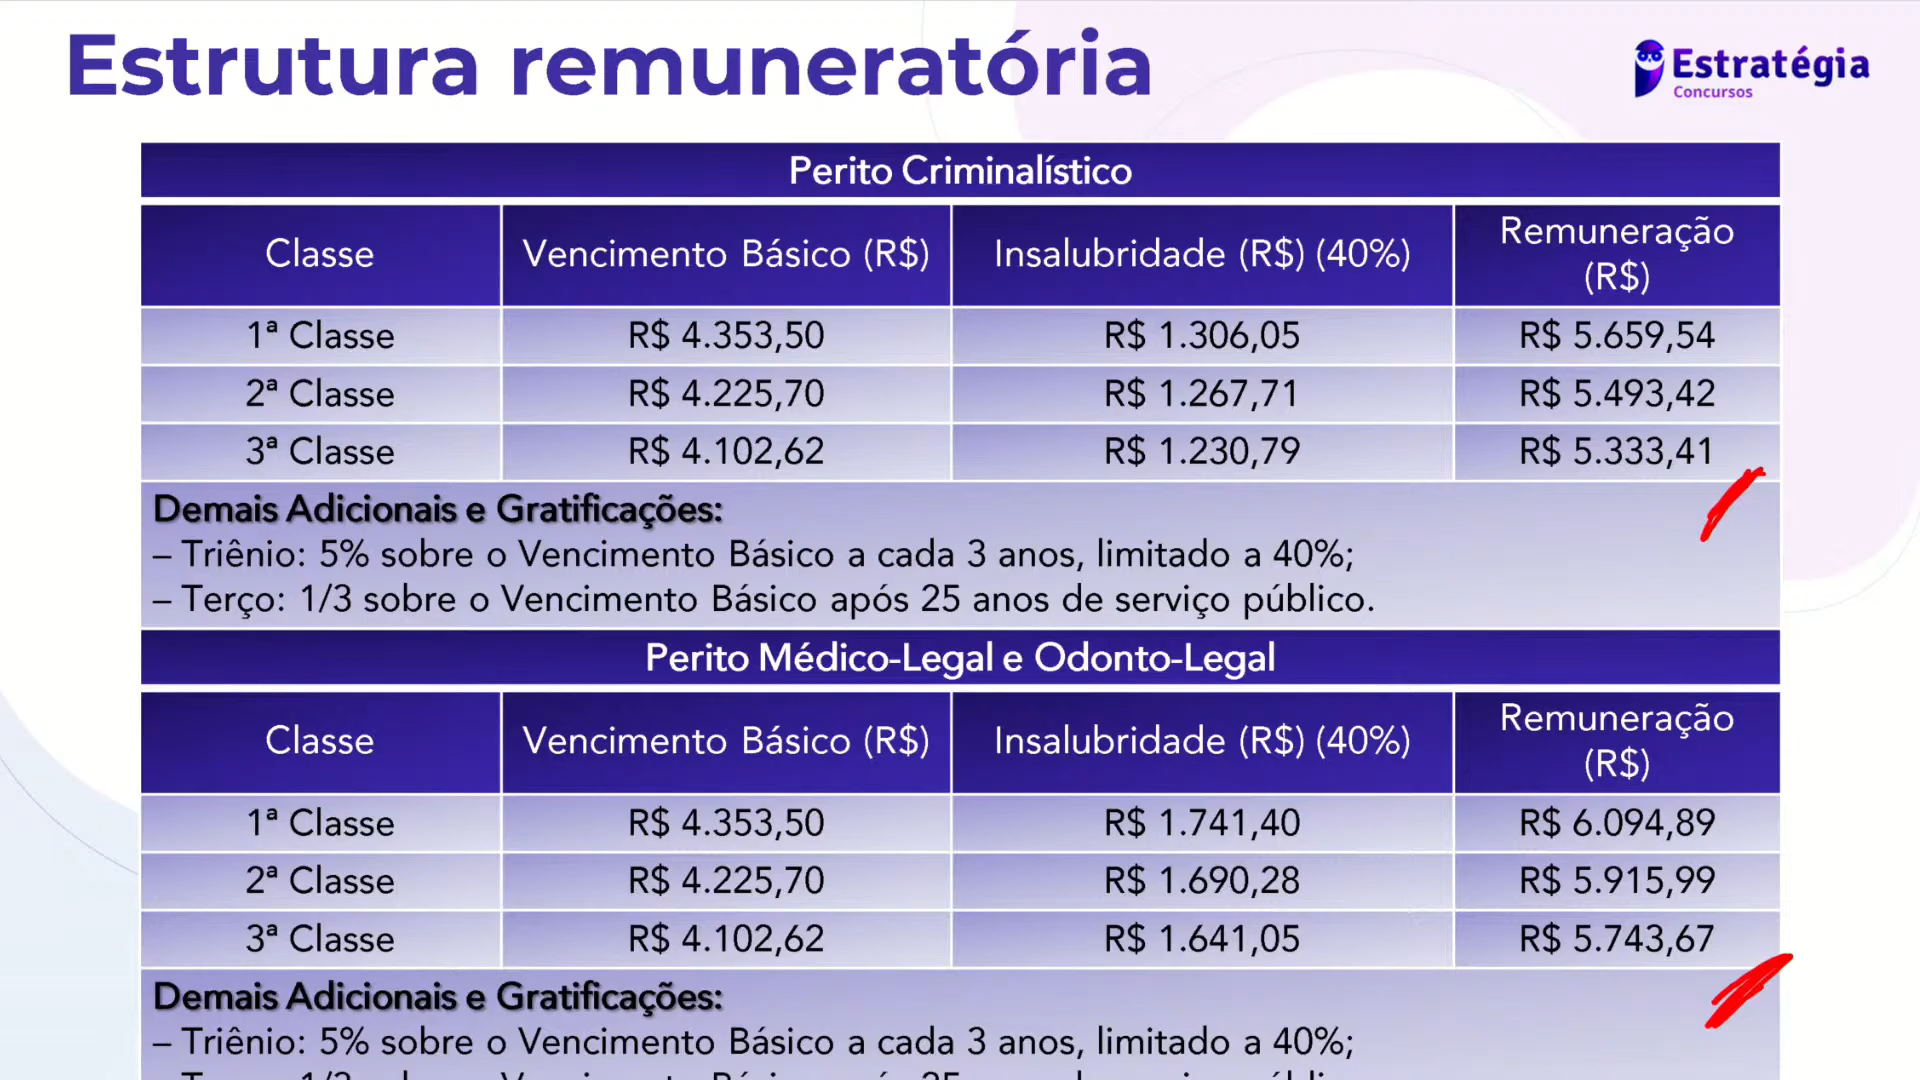 Estrutura remuneratória
Estratégia
Concursos
Perito Criminalístico
Classe Vencimento Básico (R$) Insalubridade (R$) (40%) Remuneração (R$)
1ª Classe R$ 4.353,50 R$ 1.306,05 R$ 5.659,54
2ª Classe R$ 4.225,70 R$ 1.267,71 R$ 5.493,42
3ª Classe R$ 4.102,62 R$ 1.230,79 R$ 5.333,41
Demais Adicionais e Gratificações:
– Triênio: 5% sobre o Vencimento Básico a cada 3 anos, limitado a 40%;
– Terço: 1/3 sobre o Vencimento Básico após 25 anos de serviço público.
Perito Médico-Legal e Odonto-Legal
Classe Vencimento Básico (R$) Insalubridade (R$) (40%) Remuneração (R$)
1ª Classe R$ 4.353,50 R$ 1.741,40 R$ 6.094,89
2ª Classe R$ 4.225,70 R$ 1.690,28 R$ 5.915,99
3ª Classe R$ 4.102,62 R$ 1.641,05 R$ 5.743,67
Demais Adicionais e Gratificações:
– Triênio: 5% sobre o Vencimento Básico a cada 3 anos, limitado a 40%;